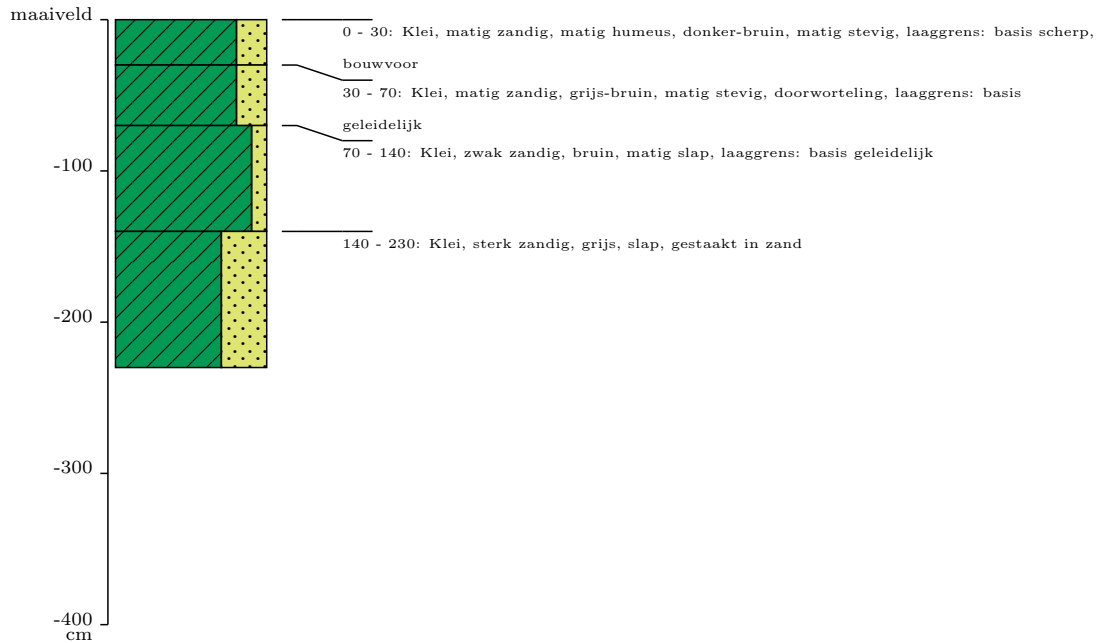 maaiveld
0 - 30: Klei, matig zandig, matig humeus, donker-bruin, matig stevig, laaggrens: basis scherp,
bouwvoor
30 - 70: Klei, matig zandig, grijs-bruin, matig stevig, doorworteling, laaggrens: basis
geleidelijk
70 - 140: Klei, zwak zandig, bruin, matig slap, laaggrens: basis geleidelijk
-100
140 - 230: Klei, sterk zandig, grijs, slap, gestaakt in zand
-200
-300
-400
cm